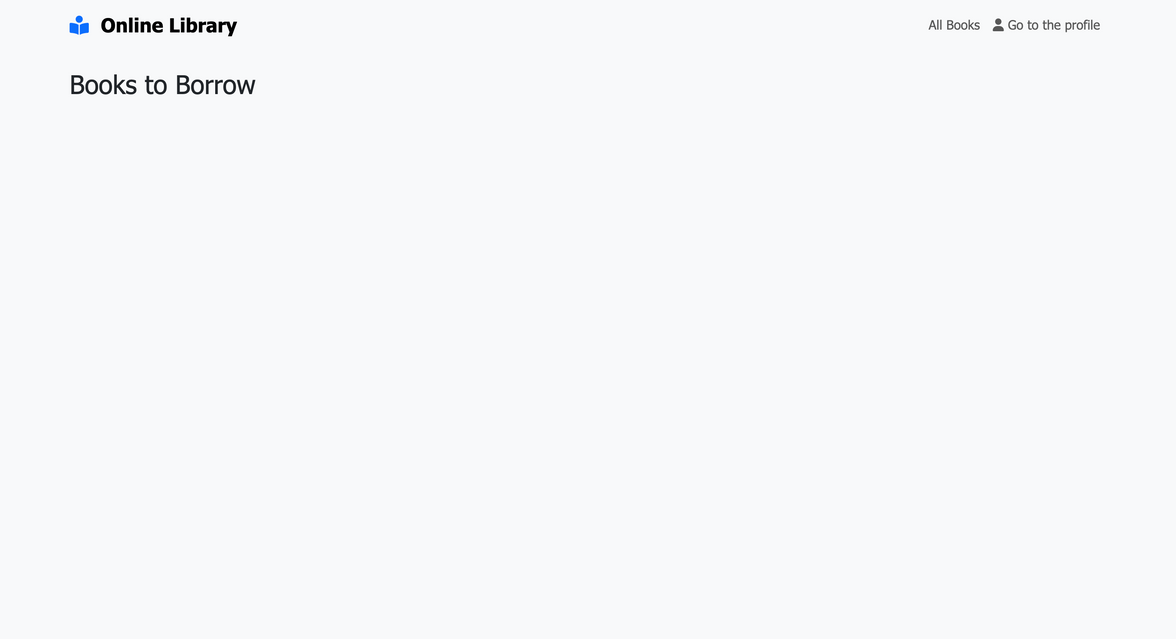 Online Library
All Books
Go to the profile
Books to Borrow